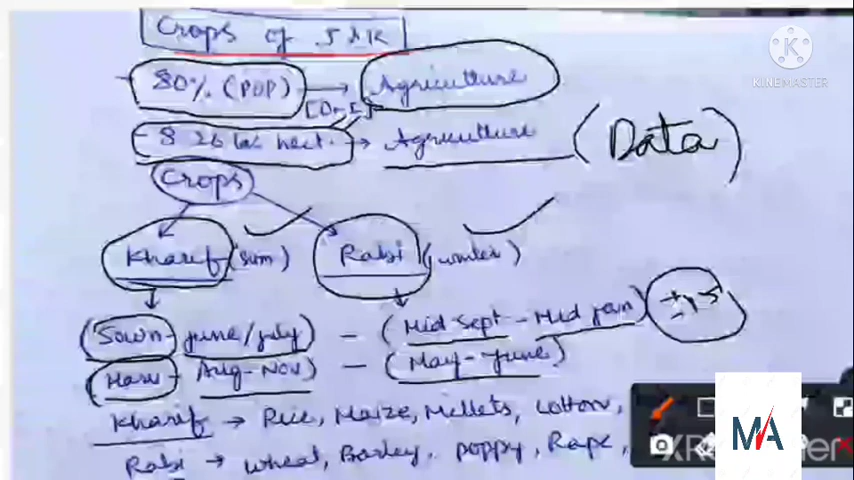 Crops of J&K
- 80% (POP) → Agriculture
[D.I.E]
- 8.26 lac hect. → Agriculture (Data)
Crops
Kharif (sum) Rabi (winter)
(Sown - june/july) - (Mid Sept - Mid jan)
Harv - Aug-Nov) - (May-June)
Kharif → Rice, Maize, Millets, Cotton,
Rabi → wheat, Barley, poppy, Rape,
KINEMASTER
MA